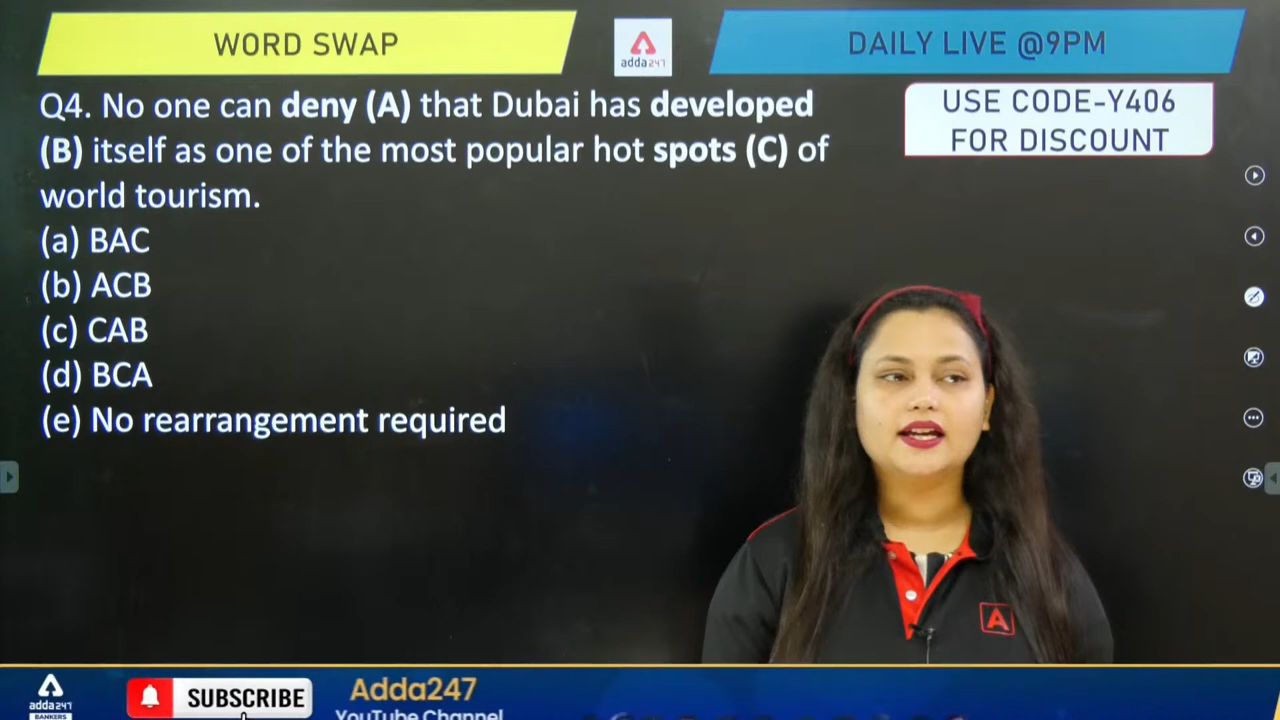 WORD SWAP
adda247
DAILY LIVE @9PM
USE CODE-Y406
FOR DISCOUNT
Q4. No one can deny (A) that Dubai has developed
(B) itself as one of the most popular hot spots (C) of
world tourism.
(a) BAC
(b) ACB
(c) CAB
(d) BCA
(e) No rearrangement required
A
adda247
BANKERS
SUBSCRIBE
Adda247
YouTube Channel